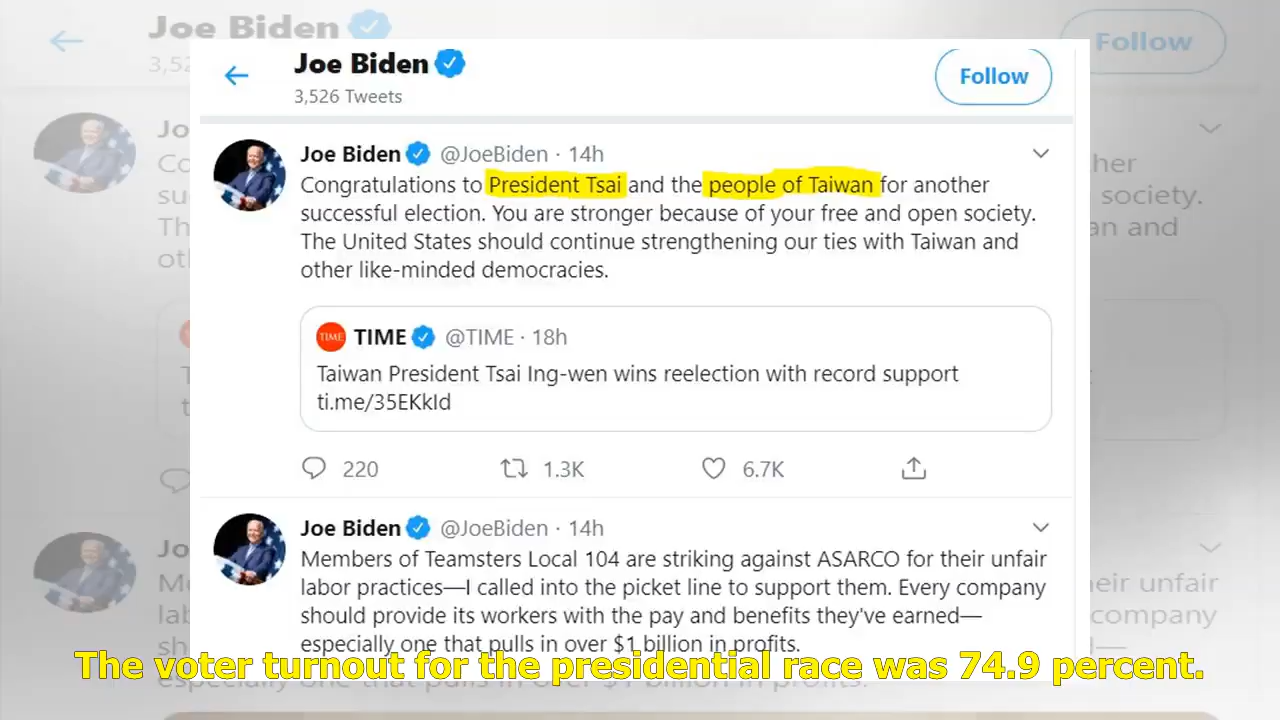 Joe Biden
3,526 Tweets
Follow
Joe Biden @JoeBiden · 14h
Congratulations to President Tsai and the people of Taiwan for another
successful election. You are stronger because of your free and open society.
The United States should continue strengthening our ties with Taiwan and
other like-minded democracies.
TIME TIME @TIME · 18h
Taiwan President Tsai Ing-wen wins reelection with record support
ti.me/35EKkId
220 1.3K 6.7K
Joe Biden @JoeBiden · 14h
Members of Teamsters Local 104 are striking against ASARCO for their unfair
labor practices—I called into the picket line to support them. Every company
should provide its workers with the pay and benefits they've earned—
especially one that pulls in over $1 billion in profits.
The voter turnout for the presidential race was 74.9 percent.